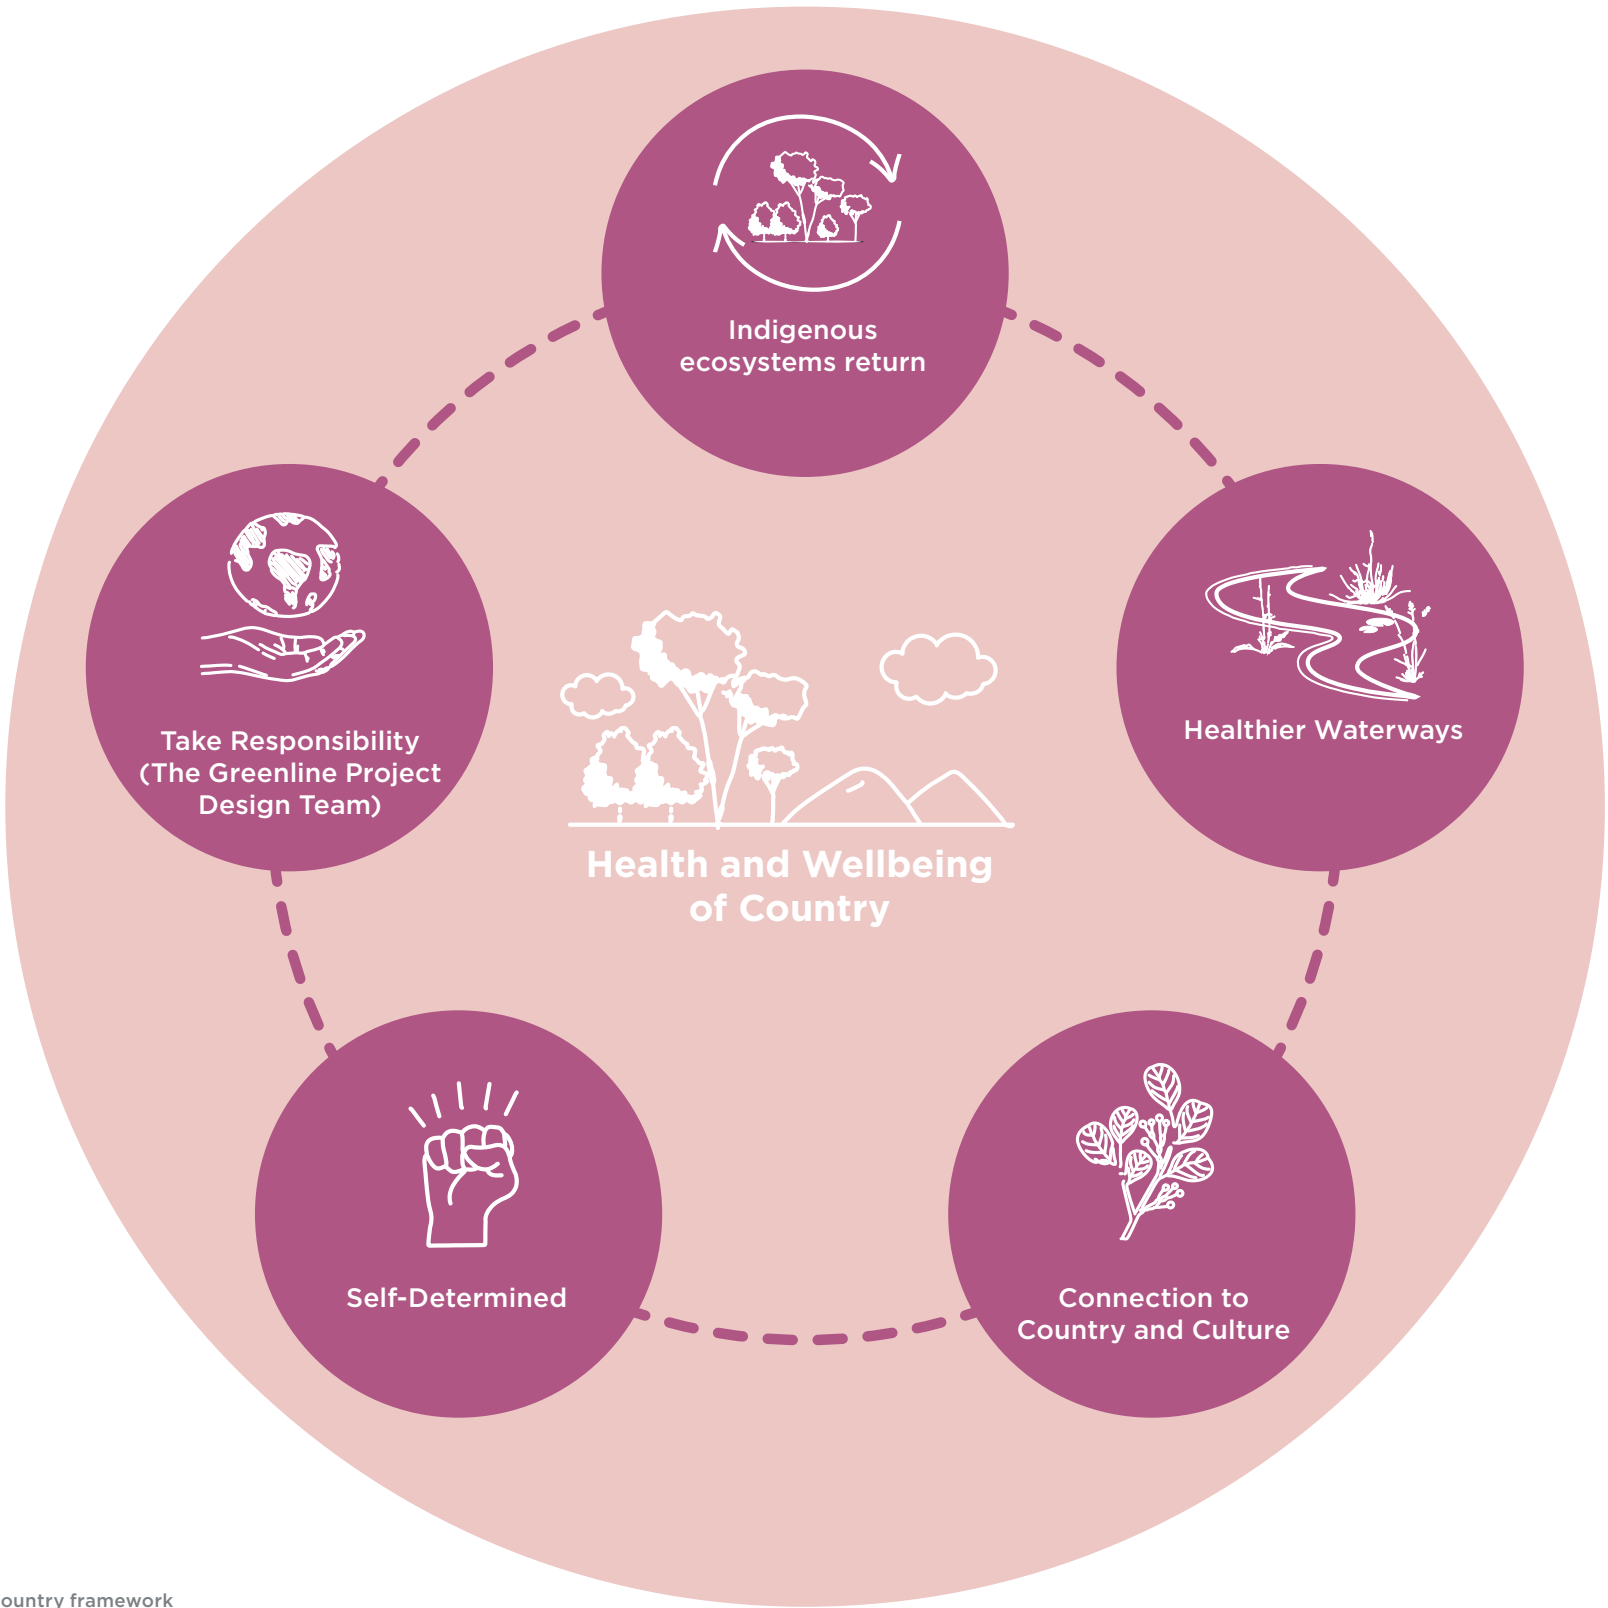 Indigenous
ecosystems return
Healthier Waterways
Take Responsibility
(The Greenline Project
Design Team)
Health and Wellbeing
of Country
Self-Determined
Connection to
Country and Culture
ountry framework